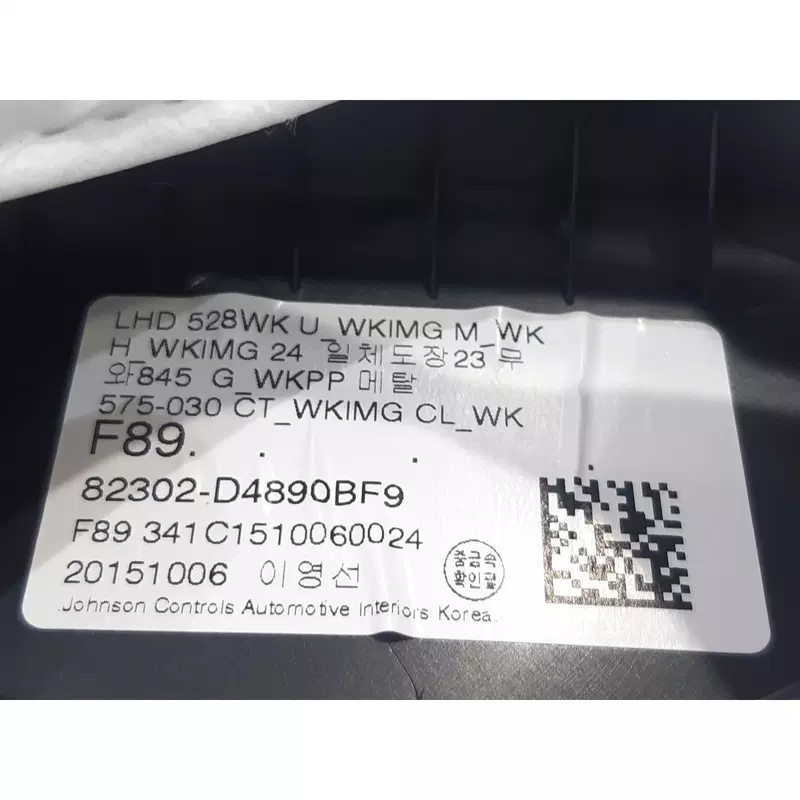 LHD 528WK U_WKIMG M_WK
H_WKIMG 24 일체도장23 무
와845 G_WKPP 메탈
575-030 CT_WKIMG CL_WK
F89. . .
82302-D4890BF9
F89 341C1510060024
20151006 이영선
Johnson Controls Automotive Interiors Korea.